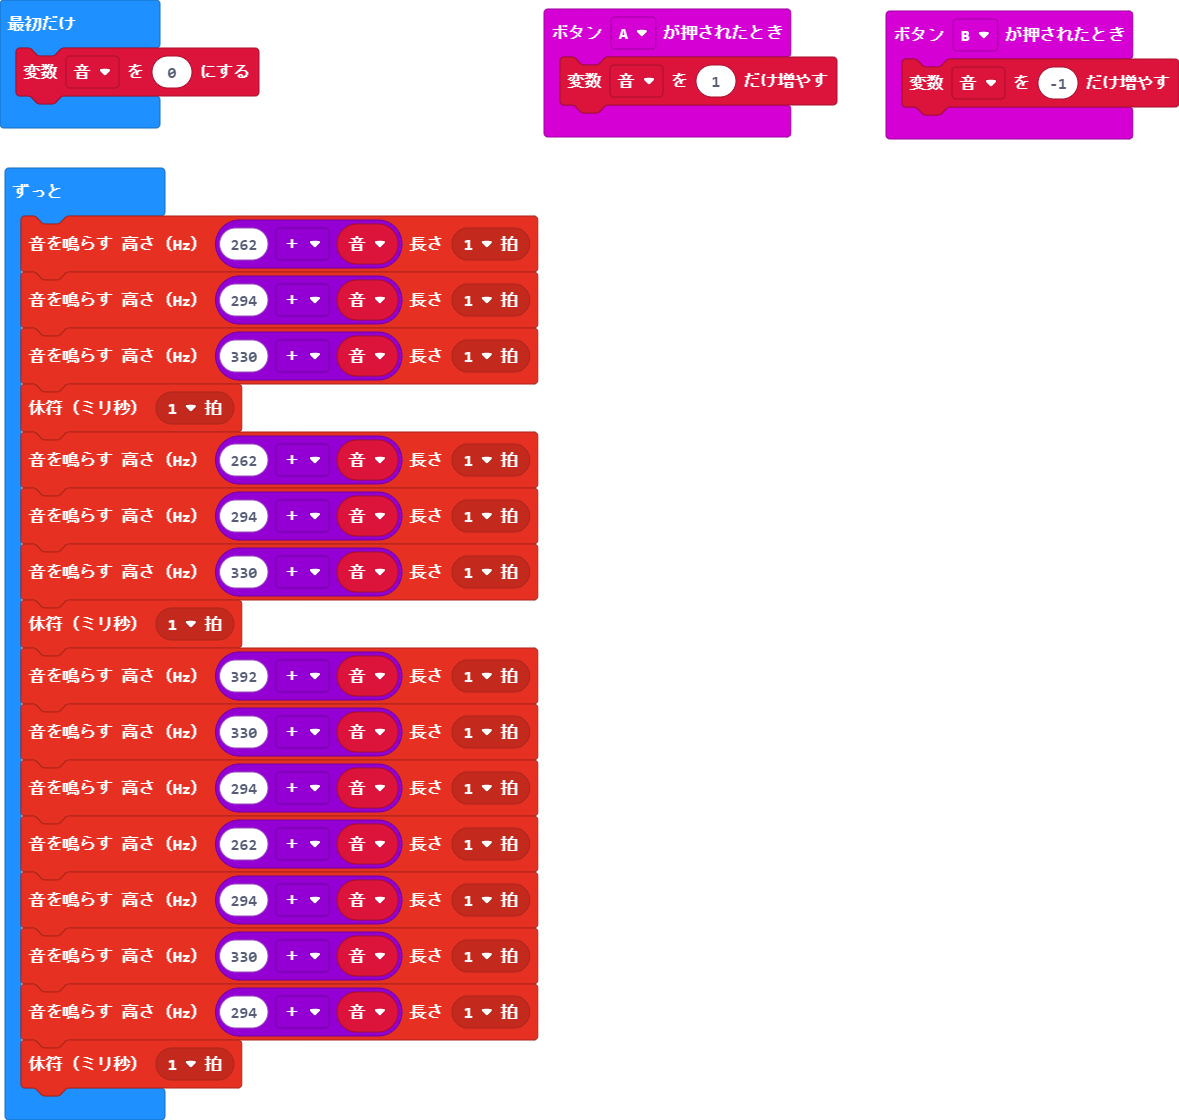 最初だけ
変数 音 を 0 にする
ボタン A が押されたとき
変数 音 を 1 だけ増やす
ボタン B が押されたとき
変数 音 を -1 だけ増やす
ずっと
音を鳴らす 高さ (Hz) 262 + 音 長さ 1 拍
音を鳴らす 高さ (Hz) 294 + 音 長さ 1 拍
音を鳴らす 高さ (Hz) 330 + 音 長さ 1 拍
休符 (ミリ秒) 1 拍
音を鳴らす 高さ (Hz) 262 + 音 長さ 1 拍
音を鳴らす 高さ (Hz) 294 + 音 長さ 1 拍
音を鳴らす 高さ (Hz) 330 + 音 長さ 1 拍
休符 (ミリ秒) 1 拍
音を鳴らす 高さ (Hz) 392 + 音 長さ 1 拍
音を鳴らす 高さ (Hz) 330 + 音 長さ 1 拍
音を鳴らす 高さ (Hz) 294 + 音 長さ 1 拍
音を鳴らす 高さ (Hz) 262 + 音 長さ 1 拍
音を鳴らす 高さ (Hz) 294 + 音 長さ 1 拍
音を鳴らす 高さ (Hz) 330 + 音 長さ 1 拍
音を鳴らす 高さ (Hz) 294 + 音 長さ 1 拍
休符 (ミリ秒) 1 拍